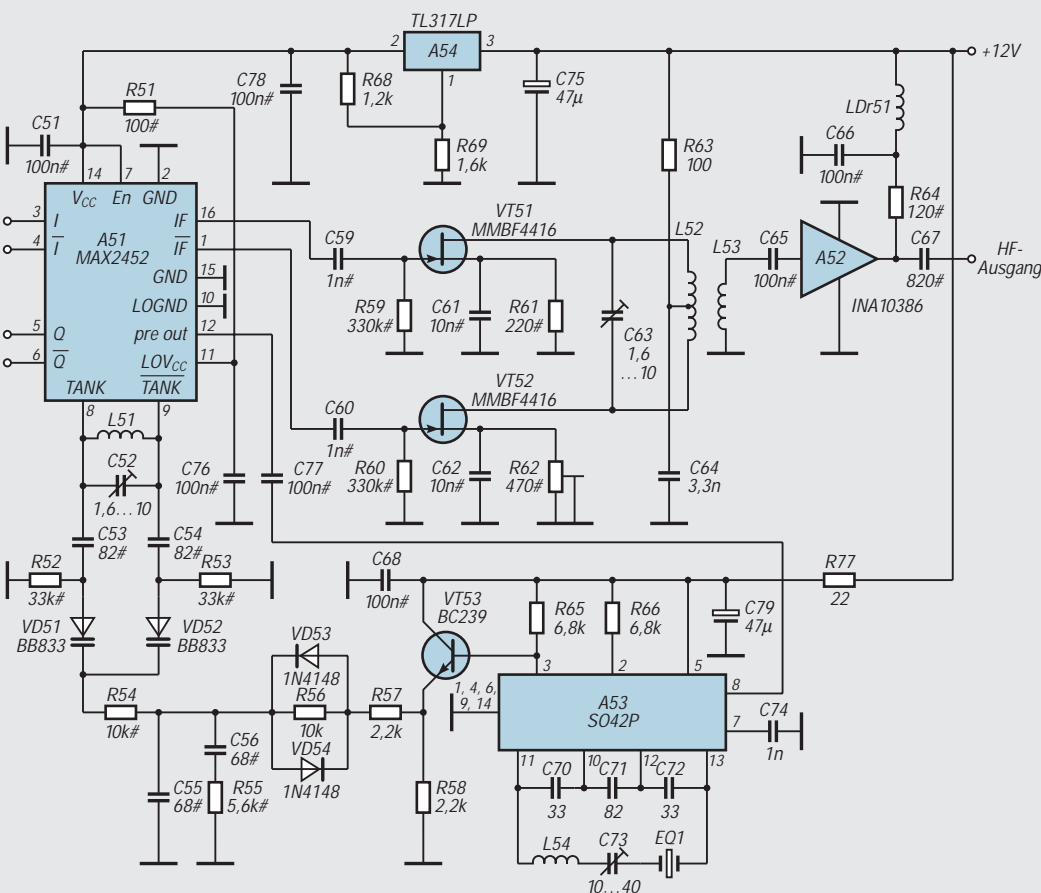 TL317LP
2
A54
3
1
+12V
C78
100n#
R68
1,2k
C75
47µ
R69
1,6k
R63
100
LDr51
C66
100n#
R64
120#
R51
100#
C51
100n#
14
7
2
VCC
En
GND
3
I
4
I
A51
MAX2452
IF
16
IF
1
GND
15
LOGND
10
5
Q
pre out
12
6
Q
LOVCC
11
TANK
TANK
8
9
C59
1n#
VT51
MMBF4416
R59
330k#
C61
10n#
R61
220#
C63
1,6
...10
L52
L53
C65
100n#
A52
INA10386
C67
820#
HF-
Ausgang
VT52
MMBF4416
C60
1n#
R60
330k#
C62
10n#
R62
470#
C64
3,3n
L51
C52
1,6...10
C76
100n#
C77
100n#
C53
82#
C54
82#
R52
33k#
R53
33k#
VD51
BB833
VD52
BB833
C68
100n#
VT53
BC239
R65
6,8k
R66
6,8k
C79
47µ
R77
22
VD53
1N4148
R54
10k#
R56
10k
R57
2,2k
VD54
1N4148
C56
68#
C55
68#
R55
5,6k#
R58
2,2k
1, 4, 6,
9, 14
3
2
5
A53
SO42P
8
7
C74
1n
11
10
12
13
C70
33
C71
82
C72
33
L54
C73
10...40
EQ1